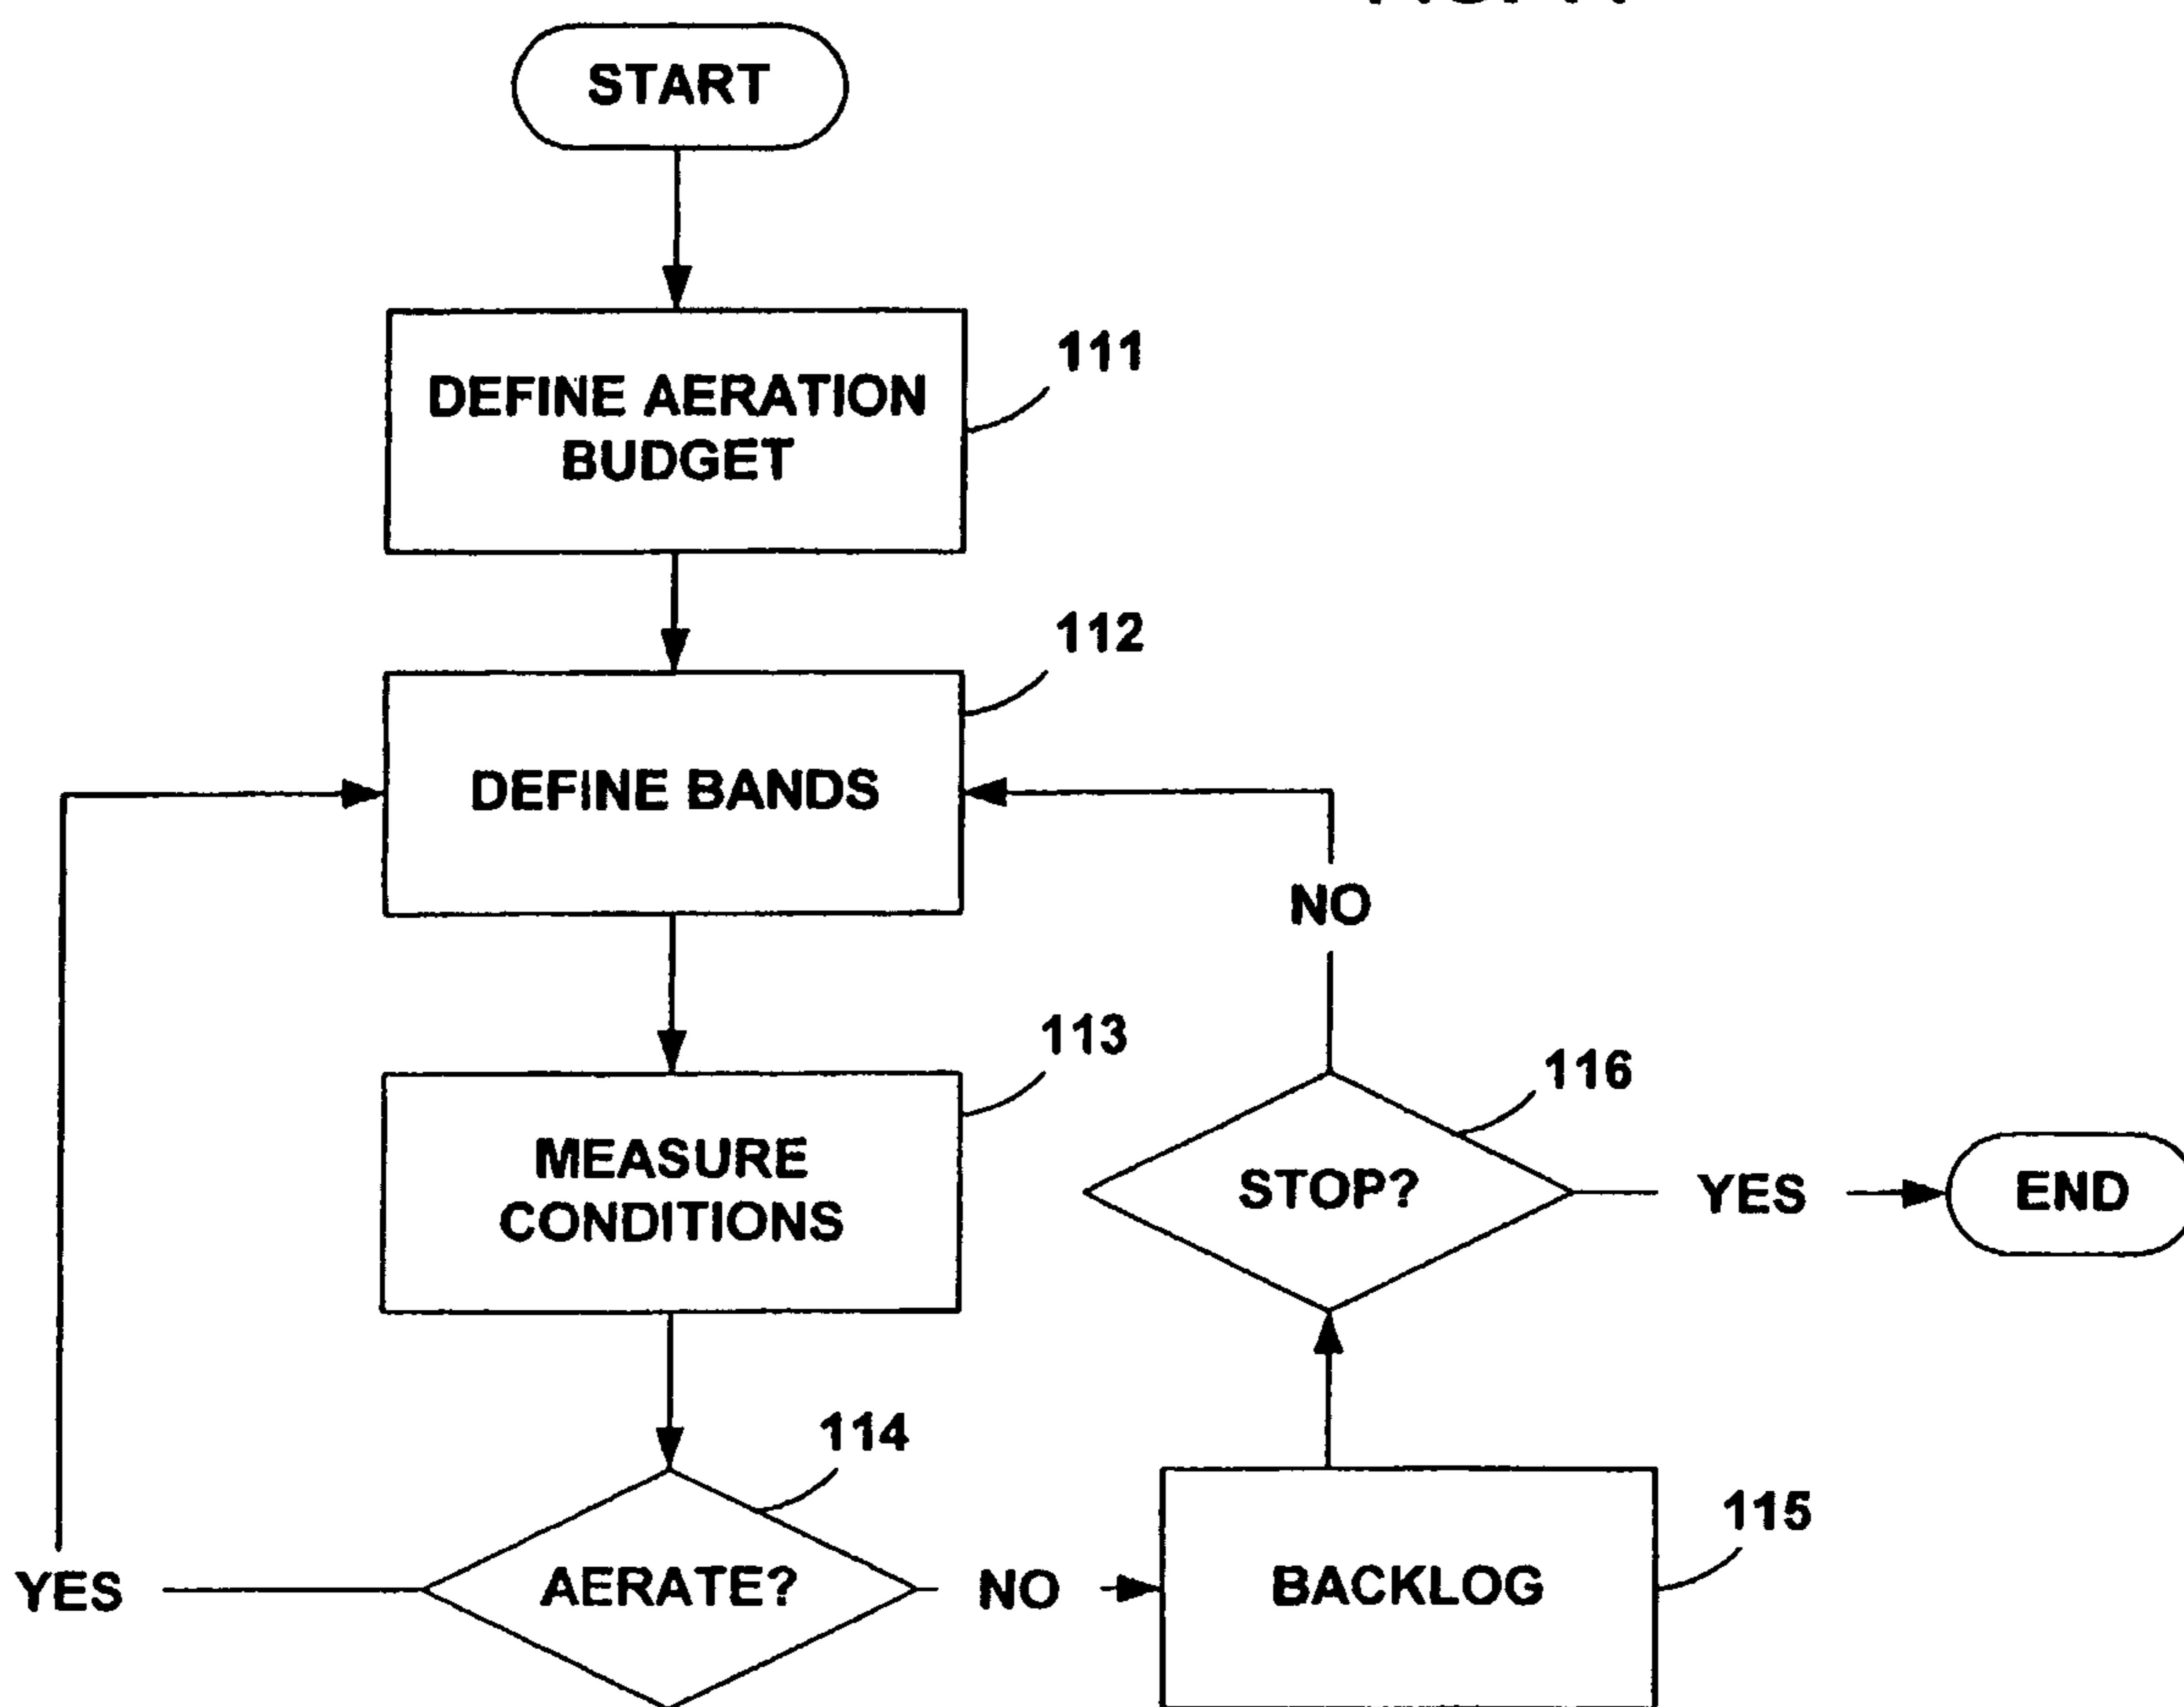 START
111
DEFINE AERATION
BUDGET
112
DEFINE BANDS
NO
113
116
MEASURE
CONDITIONS
STOP?
YES
END
114
115
YES
AERATE?
NO
BACKLOG